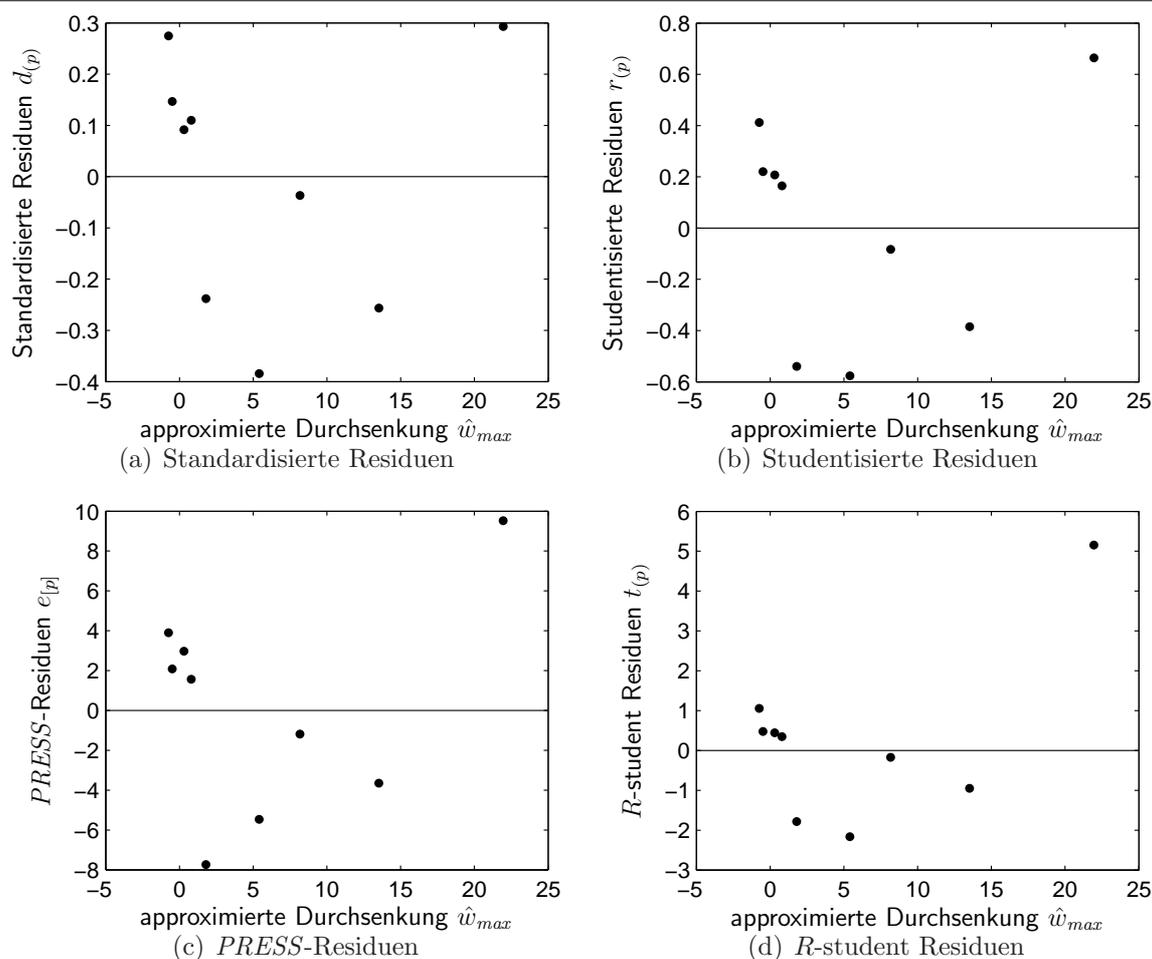 0.3
0.2
0.1
0
−0.1
−0.2
−0.3
−0.4
−5 0 5 10 15 20 25
Standardisierte Residuen d(p)
approximierte Durchsenkung ŵmax
(a) Standardisierte Residuen
0.8
0.6
0.4
0.2
0
−0.2
−0.4
−0.6
−5 0 5 10 15 20 25
Studentisierte Residuen r(p)
approximierte Durchsenkung ŵmax
(b) Studentisierte Residuen
10
8
6
4
2
0
−2
−4
−6
−8
−5 0 5 10 15 20 25
PRESS-Residuen e[p]
approximierte Durchsenkung ŵmax
(c) PRESS-Residuen
6
5
4
3
2
1
0
−1
−2
−3
−5 0 5 10 15 20 25
R-student Residuen t(p)
approximierte Durchsenkung ŵmax
(d) R-student Residuen